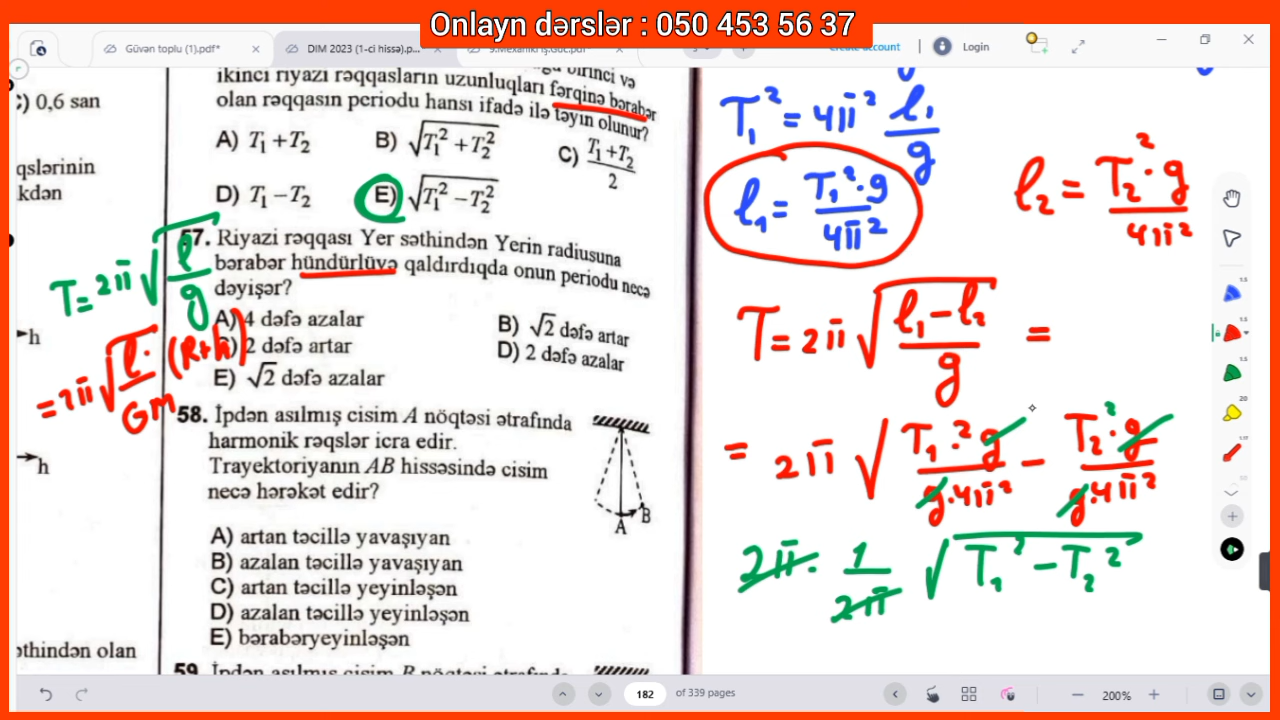 Onlayn dərslər : 050 453 56 37
Güvən toplu (1).pdf*
DIM 2023 (1-ci hissə).p...
9.Mexaniki iş.Güc.pdf*
Create account
Login
ikinci riyazi rəqqasların uzunluqları fərqinə bərabər
olan rəqqasın periodu hansı ifadə ilə təyin olunur?
A) T₁+T₂
B) √(T₁²+T₂²)
C) (T₁+T₂)/2
D) T₁−T₂
E) √(T₁²−T₂²)
57. Riyazi rəqqası Yer səthindən Yerin radiusuna
bərabər hündürlüyə qaldırdıqda onun periodu necə
dəyişər?
A) 4 dəfə azalar
B) √2 dəfə artar
C) 2 dəfə artar
D) 2 dəfə azalar
E) √2 dəfə azalar
58. İpdən asılmış cisim A nöqtəsi ətrafında
harmonik rəqslər icra edir.
Trayektoriyanın AB hissəsində cisim
necə hərəkət edir?
A B
A) artan təcillə yavaşıyan
B) azalan təcillə yavaşıyan
C) artan təcillə yeyinləşən
D) azalan təcillə yeyinləşən
E) bərabəryeyinləşən
59. İpdən asılmış cisim B nöqtəsi ətrafında
C) 0,6 san
qslərinin
kdən
h
h
əthindən olan
T=2π√(l/g)
=2π√(l·(R+h)/GM)
T₁²=4π² l₁/g
l₁=T₁²·g/4π²
l₂=T₂²·g/4π²
T=2π√((l₁−l₂)/g) =
= 2π√(T₁·²g/g·4π² − T₂²·g/g·4π²)
2π· 1/2π √(T₁²−T₂²)
182 of 339 pages
200%